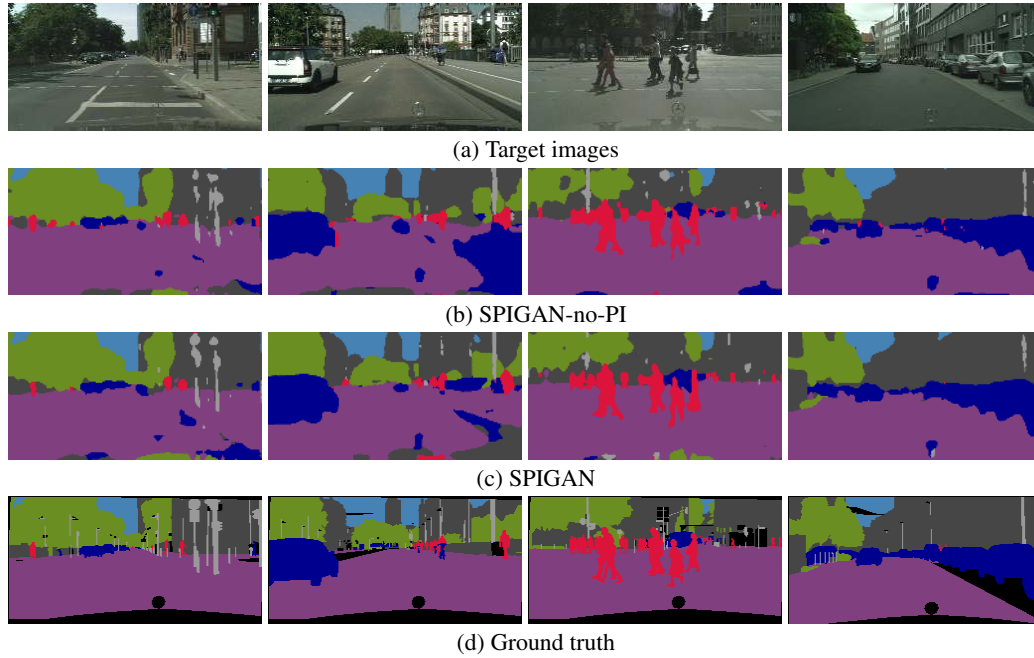 (a) Target images
(b) SPIGAN-no-PI
(c) SPIGAN
(d) Ground truth